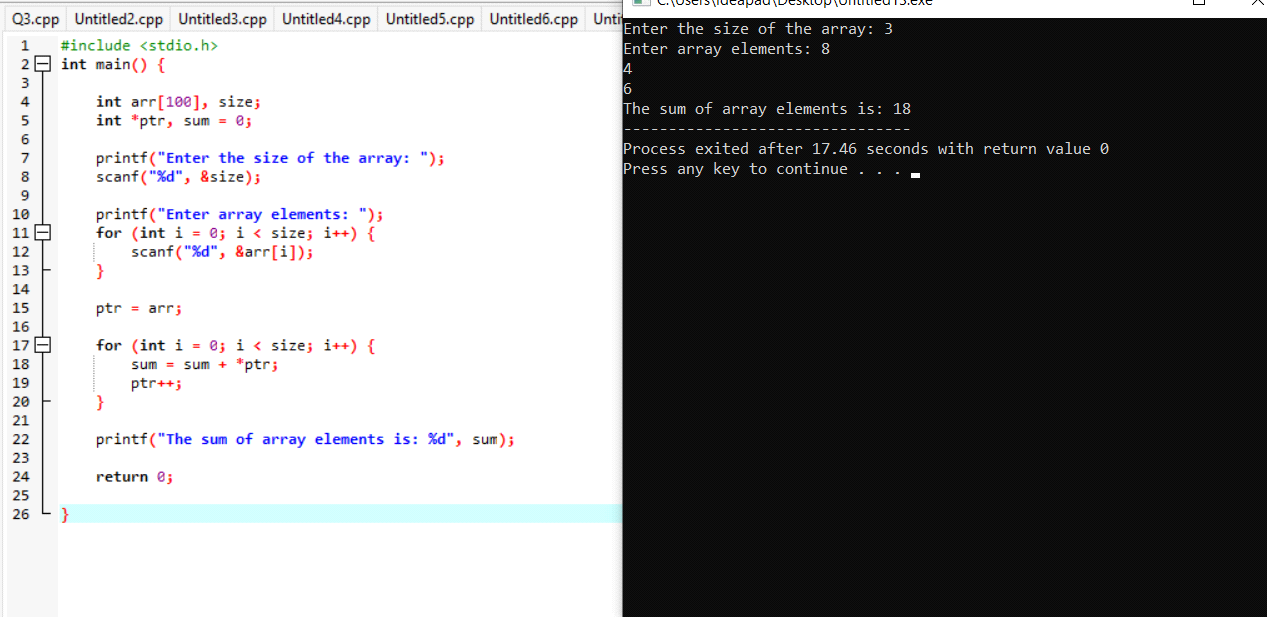 Q3.cpp Untitled2.cpp Untitled3.cpp Untitled4.cpp Untitled5.cpp Untitled6.cpp
1 #include <stdio.h>
2 int main() {
3
4 int arr[100], size;
5 int *ptr, sum = 0;
6
7 printf("Enter the size of the array: ");
8 scanf("%d", &size);
9
10 printf("Enter array elements: ");
11 for (int i = 0; i < size; i++) {
12 scanf("%d", &arr[i]);
13 }
14
15 ptr = arr;
16
17 for (int i = 0; i < size; i++) {
18 sum = sum + *ptr;
19 ptr++;
20 }
21
22 printf("The sum of array elements is: %d", sum);
23
24 return 0;
25
26 }
C:\Users\ideapad\Desktop\Untitled13.exe
Enter the size of the array: 3
Enter array elements: 8
4
6
The sum of array elements is: 18
--------------------------------
Process exited after 17.46 seconds with return value 0
Press any key to continue . . .